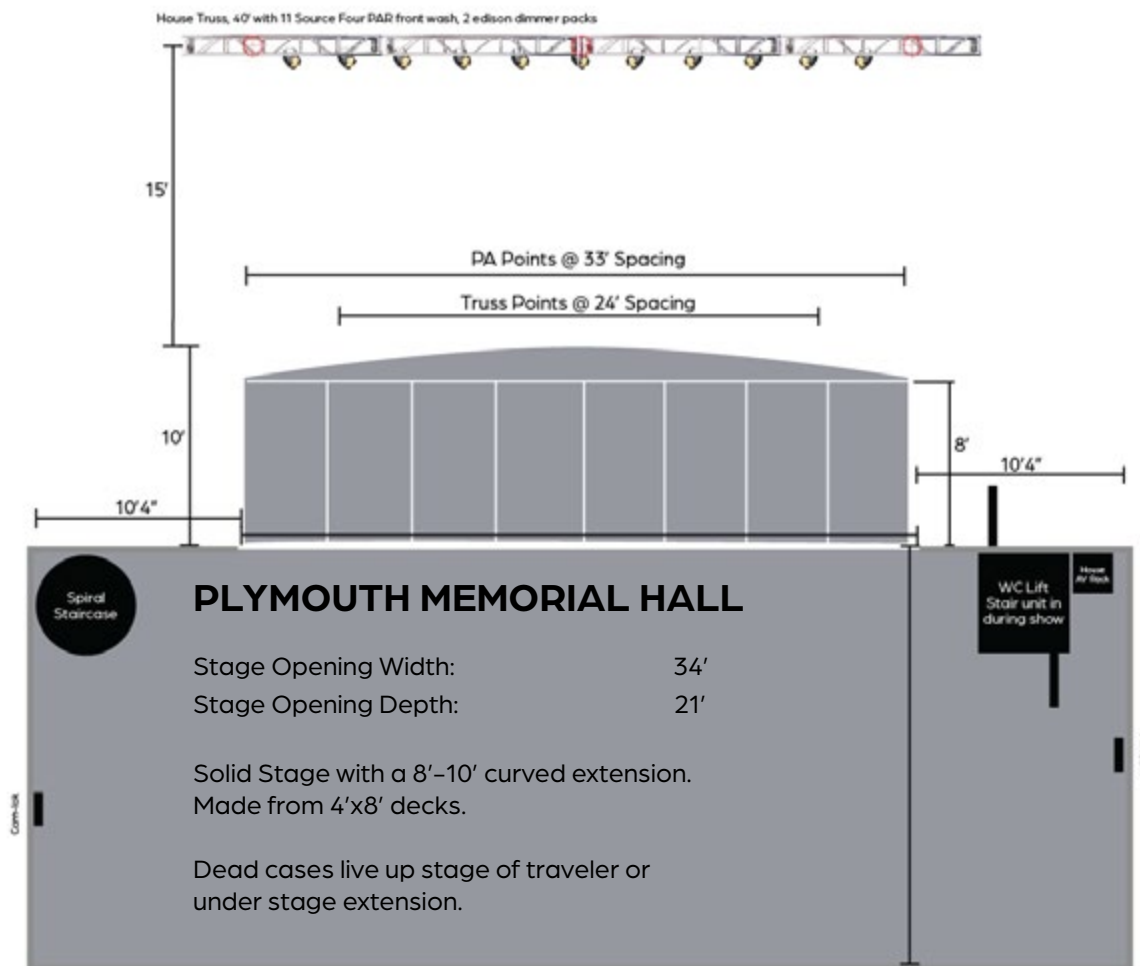 House Truss, 40' with 11 Source Four PAR front wash, 2 edison dimmer packs
15'
PA Points @ 33' Spacing
Truss Points @ 24' Spacing
10'
8'
10'4"
10'4"
Spiral
Staircase
WC Lift
Stair unit in
during show
House
AV Rack
PLYMOUTH MEMORIAL HALL
Stage Opening Width: 34'
Stage Opening Depth: 21'
Solid Stage with a 8'-10' curved extension.
Made from 4'x8' decks.
Cam-lok
Dead cases live up stage of traveler or
under stage extension.